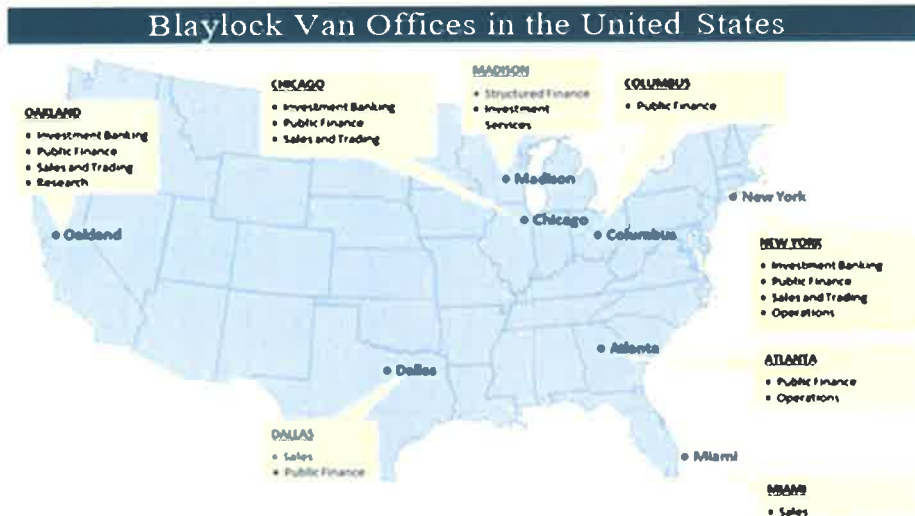 Blaylock Van Offices in the United States
MADISON
• Structured Finance
• Investment
Services
CHICAGO
• Investment Banking
• Public Finance
• Sales and Trading
COLUMBUS
• Public Finance
OAKLAND
• Investment Banking
• Public Finance
• Sales and Trading
• Research
Madison
New York
Chicago
Oakland
Columbus
NEW YORK
• Investment Banking
• Public Finance
• Sales and Trading
• Operations
Atlanta
ATLANTA
• Public Finance
• Operations
Dallas
DALLAS
• Sales
• Public Finance
Miami
MIAMI
• Sales